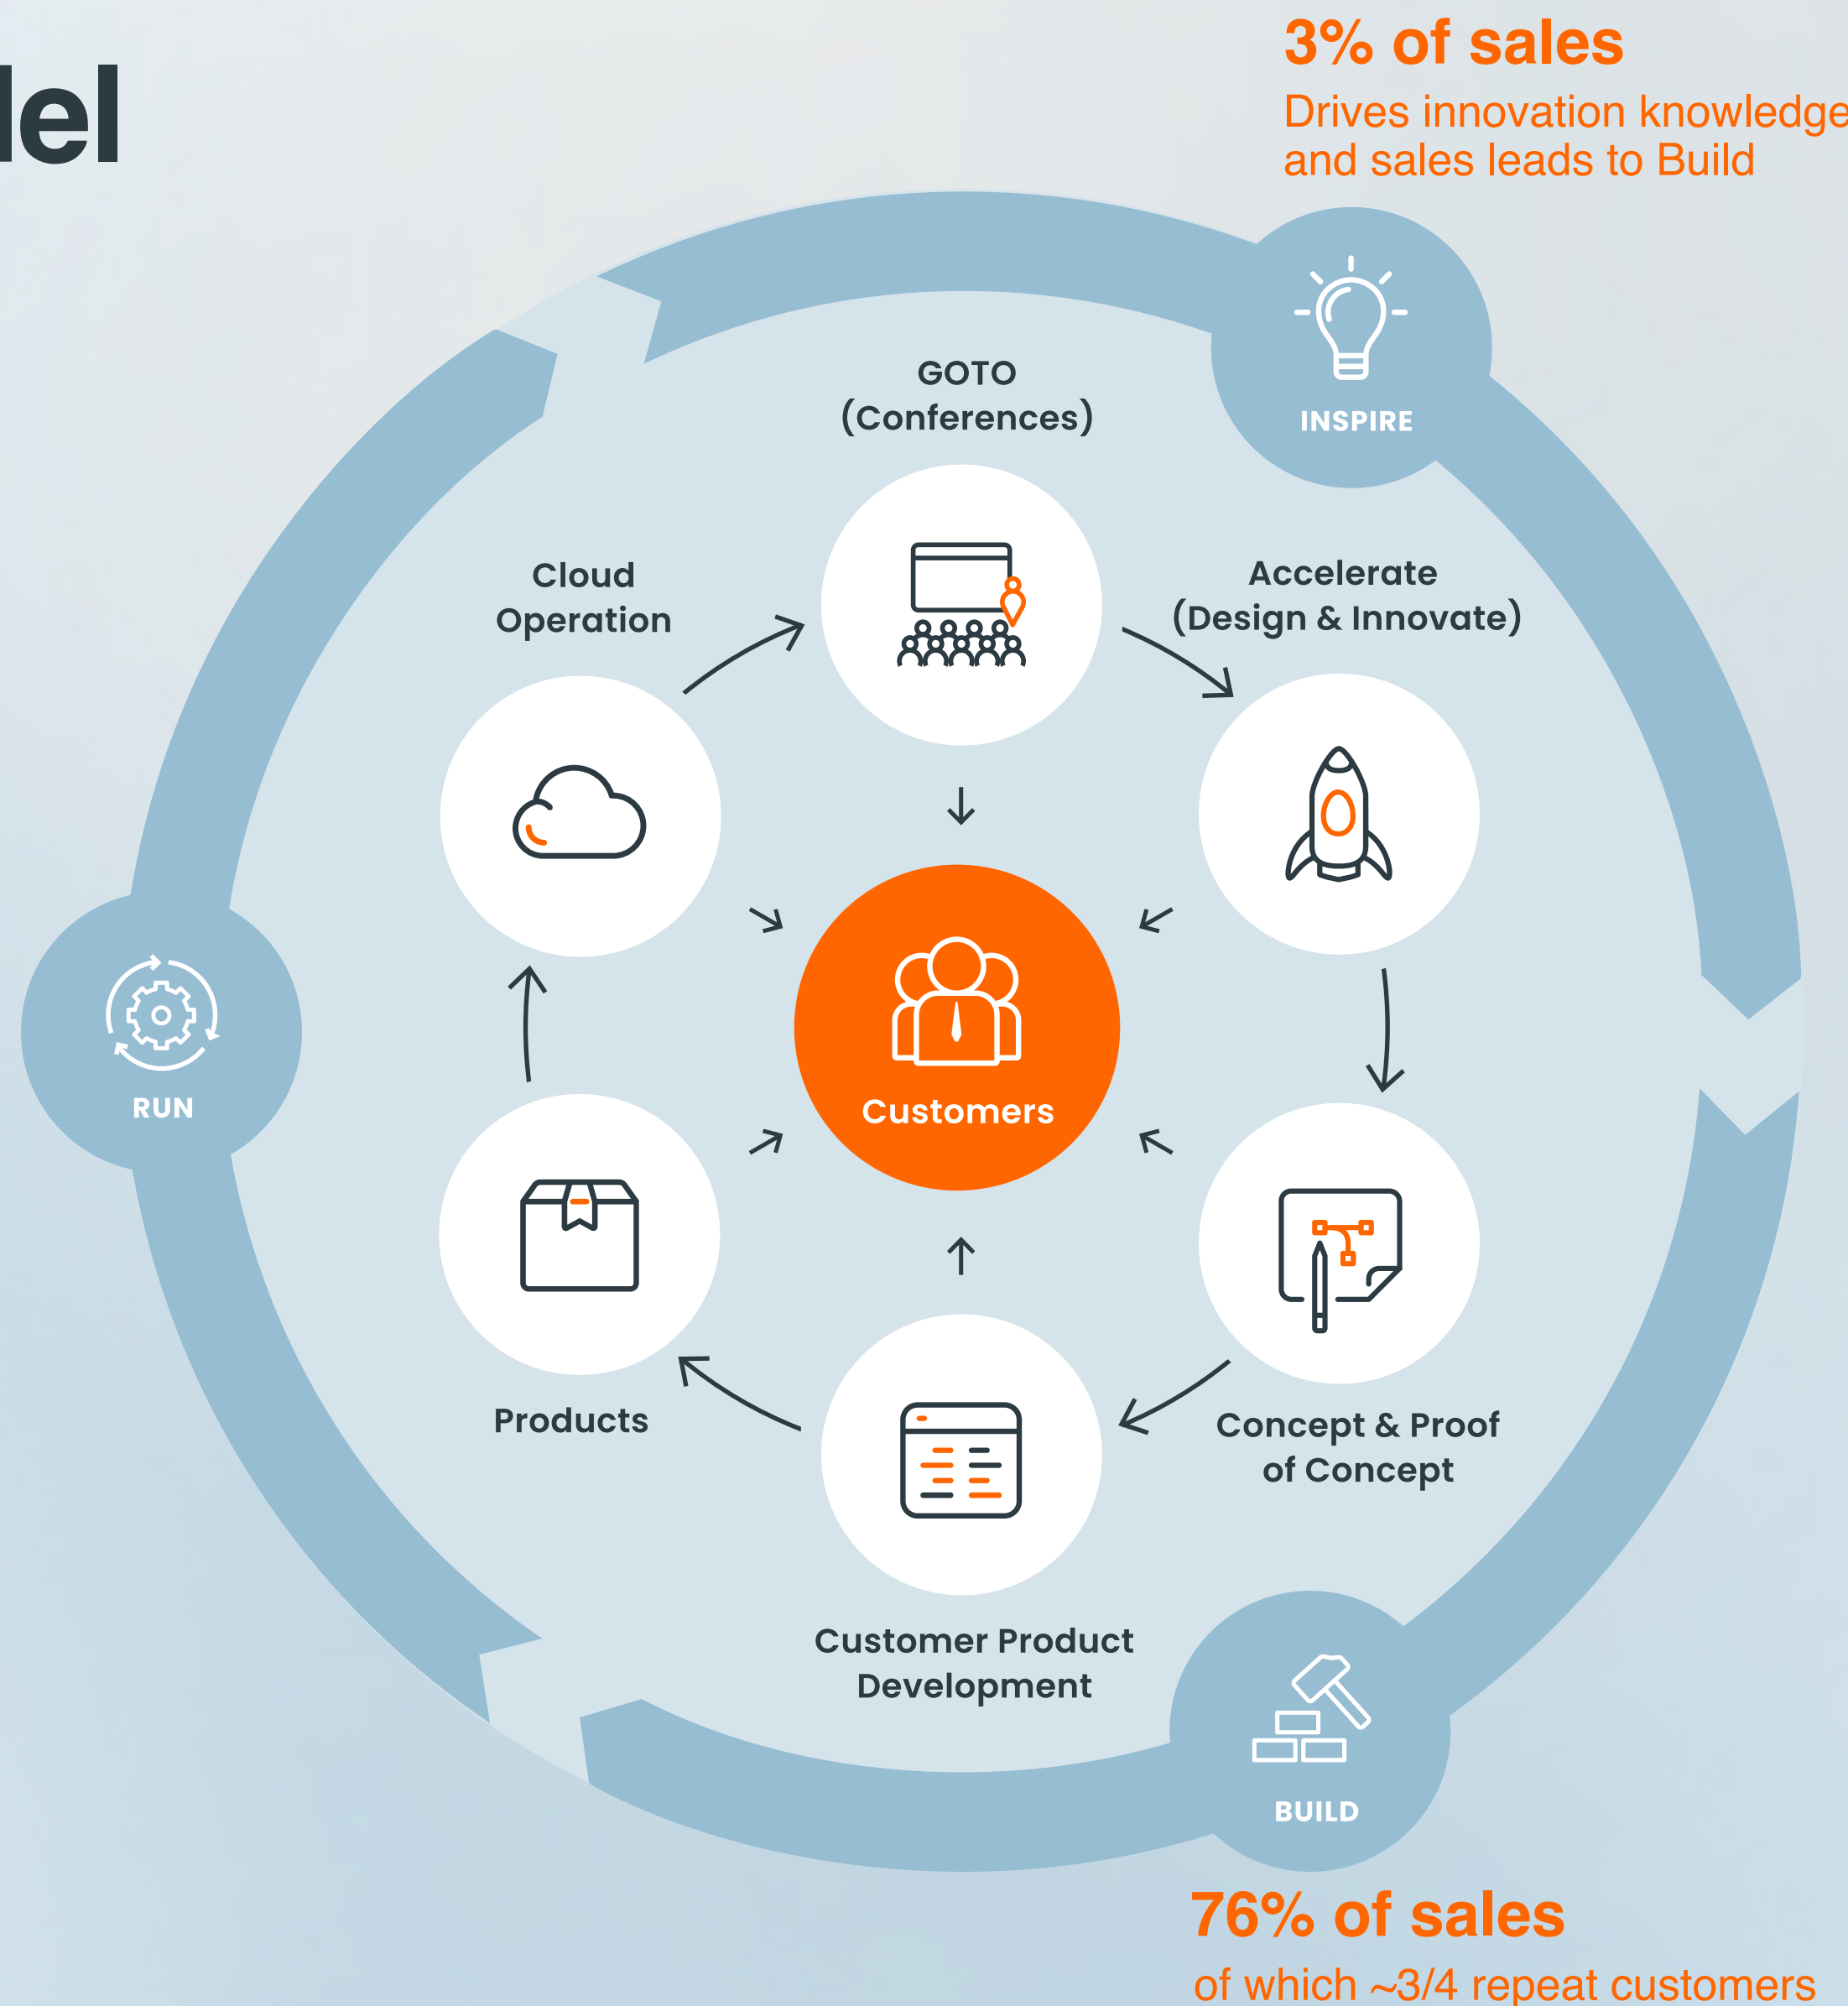 3% of sales
Drives innovation knowledge
and sales leads to Build
INSPIRE
GOTO
(Conferences)
Cloud
Operation
Accelerate
(Design & Innovate)
RUN
Customers
Products
Concept & Proof
of Concept
Customer Product
Development
BUILD
76% of sales
of which ~3/4 repeat customers